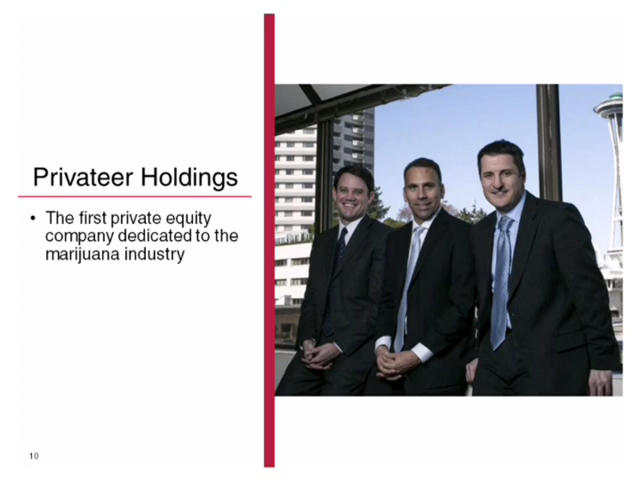 Privateer Holdings
• The first private equity
company dedicated to the
marijuana industry
10